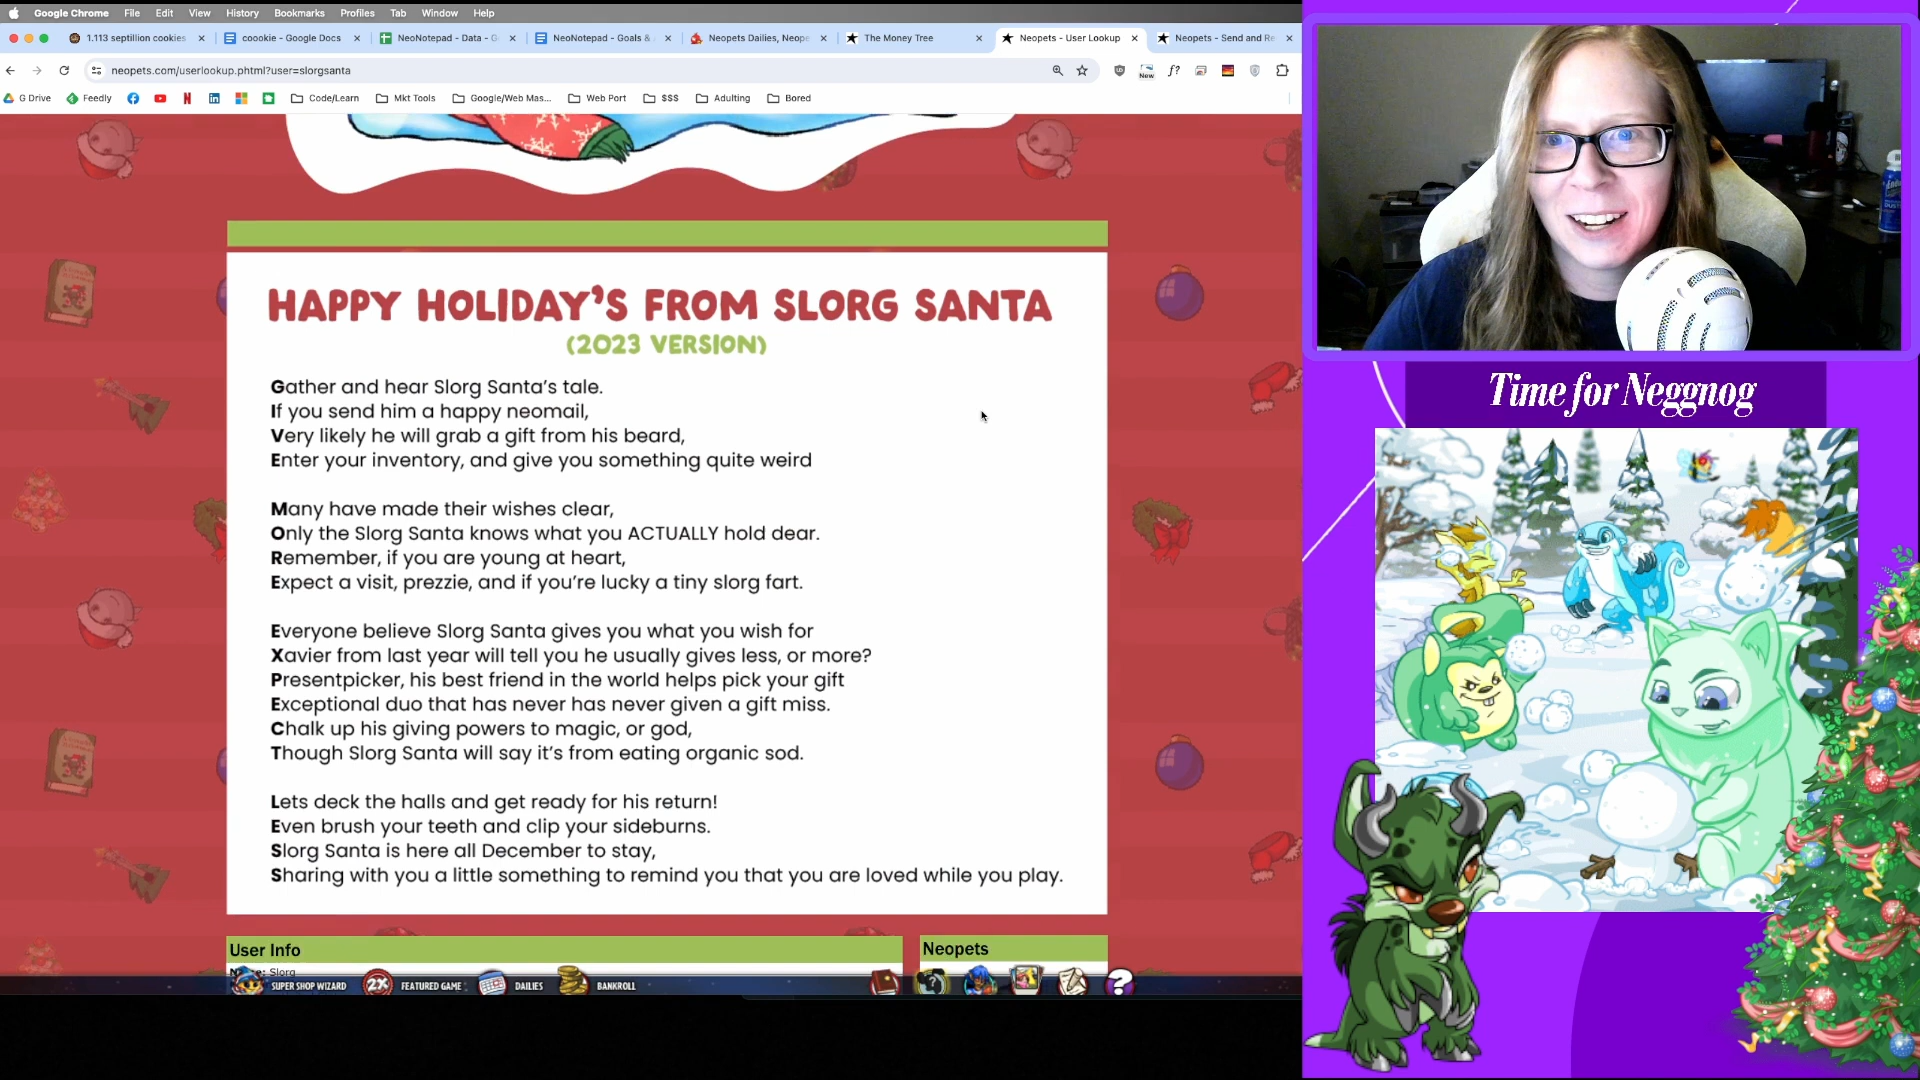 Google Chrome File Edit View History Bookmarks Profiles Tab Window Help
1.113 septillion cookies
coookie - Google Docs
NeoNotepad - Data - G
NeoNotepad - Goals &
Neopets Dailies, Neope
The Money Tree
Neopets - User Lookup
Neopets - Send and Re
neopets.com/userlookup.phtml?user=slorgsanta
New
f?
G Drive Feedly Code/Learn Mkt Tools Google/Web Mas... Web Port $$$ Adulting Bored
HAPPY HOLIDAY'S FROM SLORG SANTA
(2023 VERSION)
Gather and hear Slorg Santa's tale.
If you send him a happy neomail,
Very likely he will grab a gift from his beard,
Enter your inventory, and give you something quite weird
Many have made their wishes clear,
Only the Slorg Santa knows what you ACTUALLY hold dear.
Remember, if you are young at heart,
Expect a visit, prezzie, and if you're lucky a tiny slorg fart.
Everyone believe Slorg Santa gives you what you wish for
Xavier from last year will tell you he usually gives less, or more?
Presentpicker, his best friend in the world helps pick your gift
Exceptional duo that has never has never given a gift miss.
Chalk up his giving powers to magic, or god,
Though Slorg Santa will say it's from eating organic sod.
Lets deck the halls and get ready for his return!
Even brush your teeth and clip your sideburns.
Slorg Santa is here all December to stay,
Sharing with you a little something to remind you that you are loved while you play.
User Info
Neopets
Slorg
SUPER SHOP WIZARD
2X
FEATURED GAME
DAILIES
BANKROLL
?
Time for Neggnog